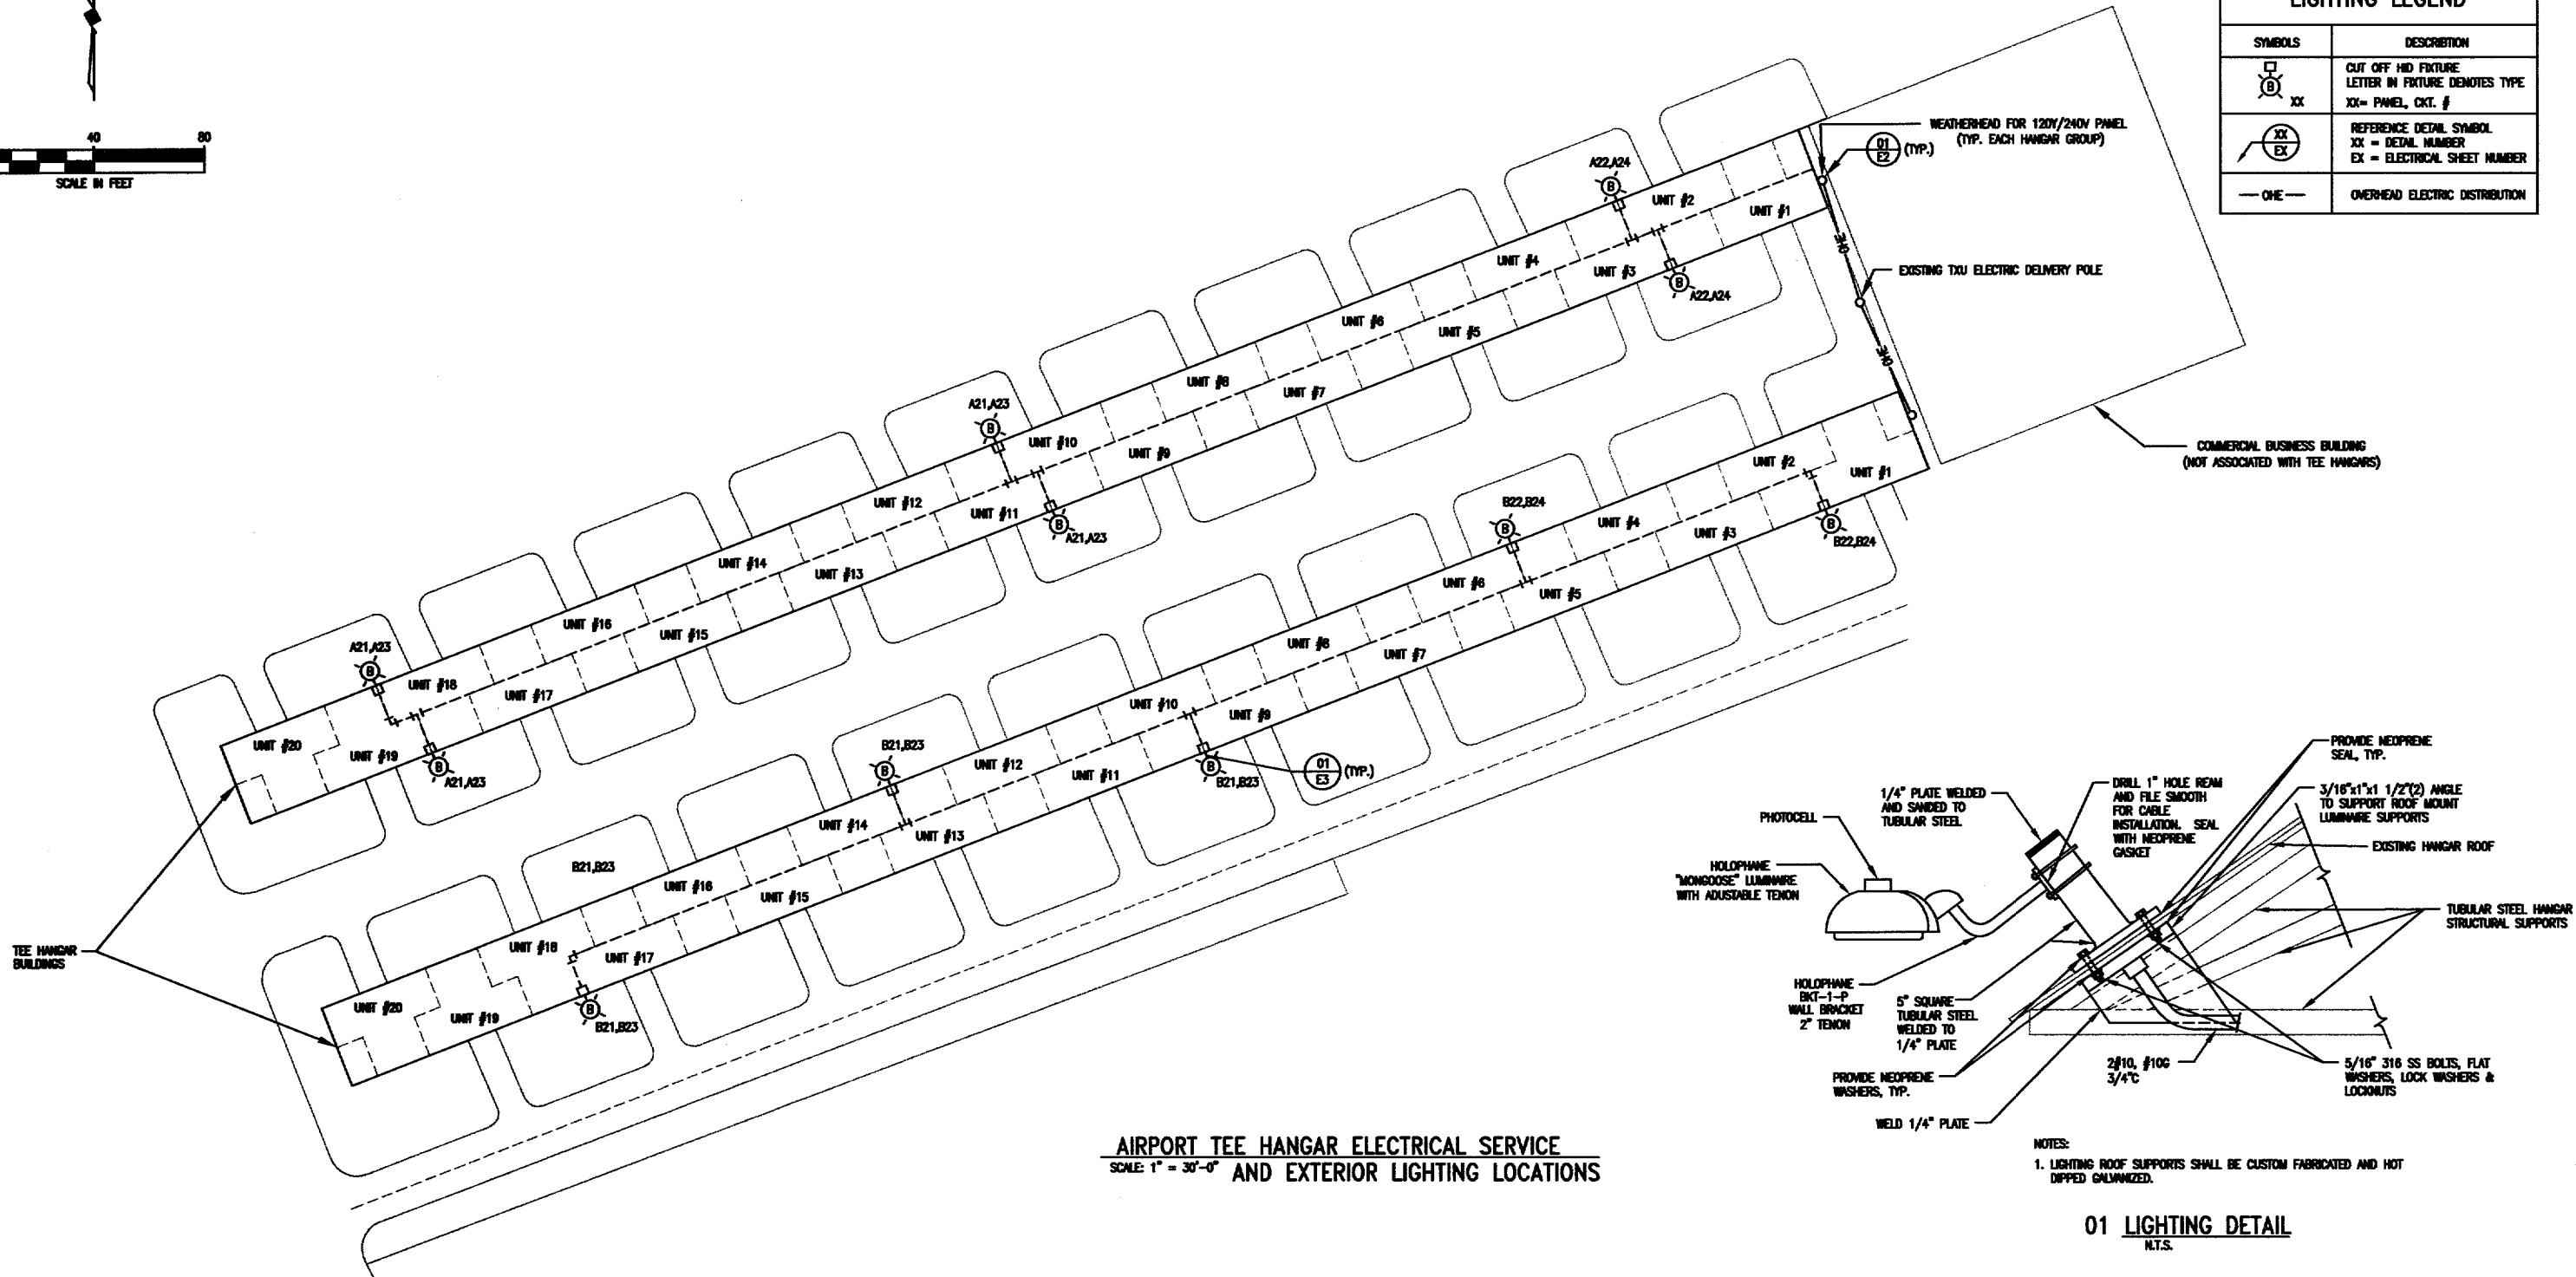 LIGHTING LEGEND
SYMBOLS
DESCRIBTION
B
XX
CUT OFF HID FIXTURE
LETTER IN FIXTURE DENOTES TYPE
XX= PANEL, CKT. #
XX
EX
REFERENCE DETAIL SYMBOL
XX = DETAIL NUMBER
EX = ELECTRICAL SHEET NUMBER
OHE
OVERHEAD ELECTRIC DISTRIBUTION
40
80
SCALE IN FEET
WEATHERHEAD FOR 120Y/240V PANEL
(TYP. EACH HANGAR GROUP)
01
E2
(TYP.)
EXISTING TXU ELECTRIC DELIVERY POLE
OHE
OHE
COMMERCIAL BUSINESS BUILDING
(NOT ASSOCIATED WITH TEE HANGARS)
A22,A24
B
UNIT #2
UNIT #1
UNIT #4
UNIT #3
B
A22,A24
UNIT #6
UNIT #5
UNIT #8
UNIT #7
A21,A23
B
UNIT #10
UNIT #9
UNIT #12
UNIT #11
B
A21,A23
UNIT #14
UNIT #13
UNIT #16
UNIT #15
A21,A23
B
UNIT #18
UNIT #17
UNIT #20
UNIT #19
B
A21,A23
UNIT #2
UNIT #1
B
B22,B24
B22,B24
B
UNIT #4
UNIT #3
UNIT #6
UNIT #5
UNIT #8
UNIT #7
UNIT #10
UNIT #9
B
B21,B23
01
E3
(TYP.)
B21,B23
B
UNIT #12
UNIT #11
UNIT #14
UNIT #13
B21,B23
UNIT #16
UNIT #15
UNIT #18
UNIT #17
B
B21,B23
UNIT #20
UNIT #19
TEE HANGAR
BUILDINGS
AIRPORT TEE HANGAR ELECTRICAL SERVICE
SCALE: 1" = 30'-0"
AND EXTERIOR LIGHTING LOCATIONS
PROVIDE NEOPRENE
SEAL, TYP.
1/4" PLATE WELDED
AND SANDED TO
TUBULAR STEEL
DRILL 1" HOLE REAM
AND FILE SMOOTH
FOR CABLE
INSTALLATION. SEAL
WITH NEOPRENE
GASKET
3/16"x1"x1 1/2"(2) ANGLE
TO SUPPORT ROOF MOUNT
LUMINAIRE SUPPORTS
PHOTOCELL
EXISTING HANGAR ROOF
HOLOPHANE
"MONGOOSE" LUMINAIRE
WITH ADUSTABLE TENON
TUBULAR STEEL HANGAR
STRUCTURAL SUPPORTS
HOLOPHANE
BKT-1-P
WALL BRACKET
2" TENON
5" SQUARE
TUBULAR STEEL
WELDED TO
1/4" PLATE
2#10, #10G
3/4"C
5/16" 316 SS BOLTS, FLAT
WASHERS, LOCK WASHERS &
LOCKNUTS
PROVIDE NEOPRENE
WASHERS, TYP.
WELD 1/4" PLATE
NOTES:
1. LIGHTING ROOF SUPPORTS SHALL BE CUSTOM FABRICATED AND HOT
DIPPED GALVANIZED.
01 LIGHTING DETAIL
N.T.S.